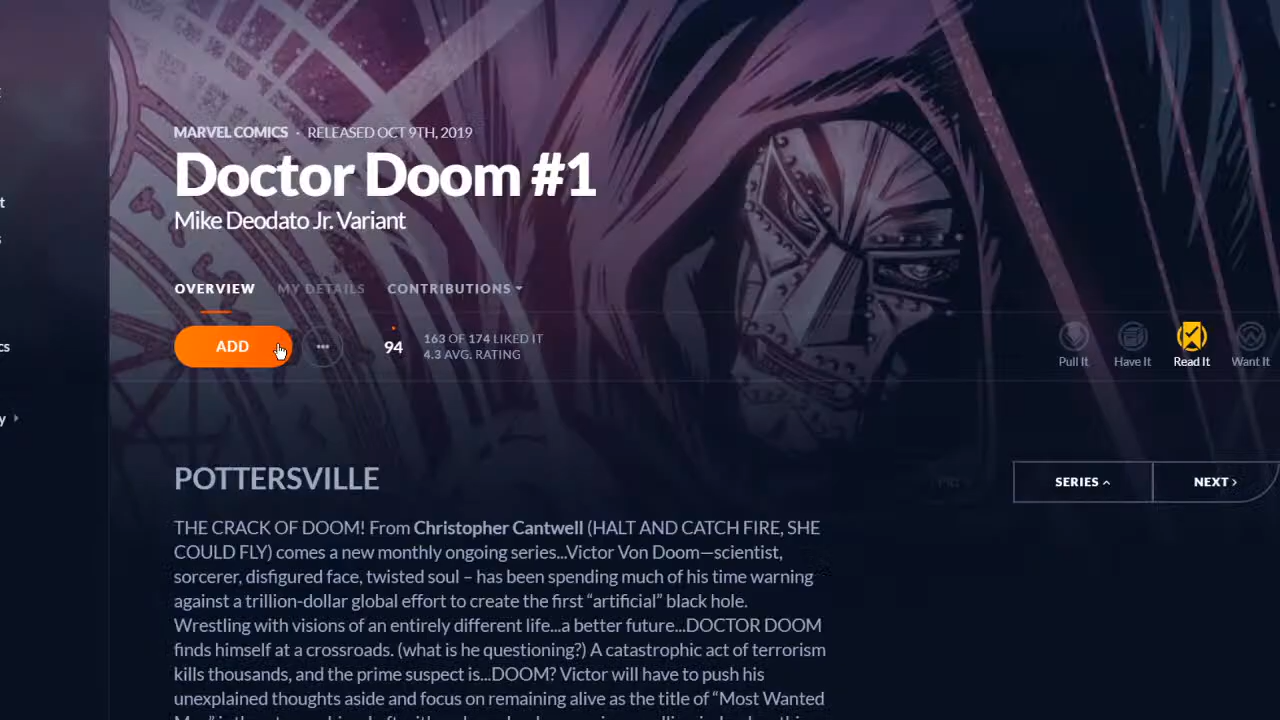 MARVEL COMICS · RELEASED OCT 9TH, 2019
Doctor Doom #1
Mike Deodato Jr. Variant
OVERVIEW MY DETAILS CONTRIBUTIONS
ADD ••• 94 163 OF 174 LIKED IT
4.3 AVG. RATING
Pull It Have It Read It Want It
POTTERSVILLE
SERIES NEXT ›
THE CRACK OF DOOM! From Christopher Cantwell (HALT AND CATCH FIRE, SHE
COULD FLY) comes a new monthly ongoing series...Victor Von Doom—scientist,
sorcerer, disfigured face, twisted soul – has been spending much of his time warning
against a trillion-dollar global effort to create the first “artificial” black hole.
Wrestling with visions of an entirely different life...a better future...DOCTOR DOOM
finds himself at a crossroads. (what is he questioning?) A catastrophic act of terrorism
kills thousands, and the prime suspect is...DOOM? Victor will have to push his
unexplained thoughts aside and focus on remaining alive as the title of “Most Wanted